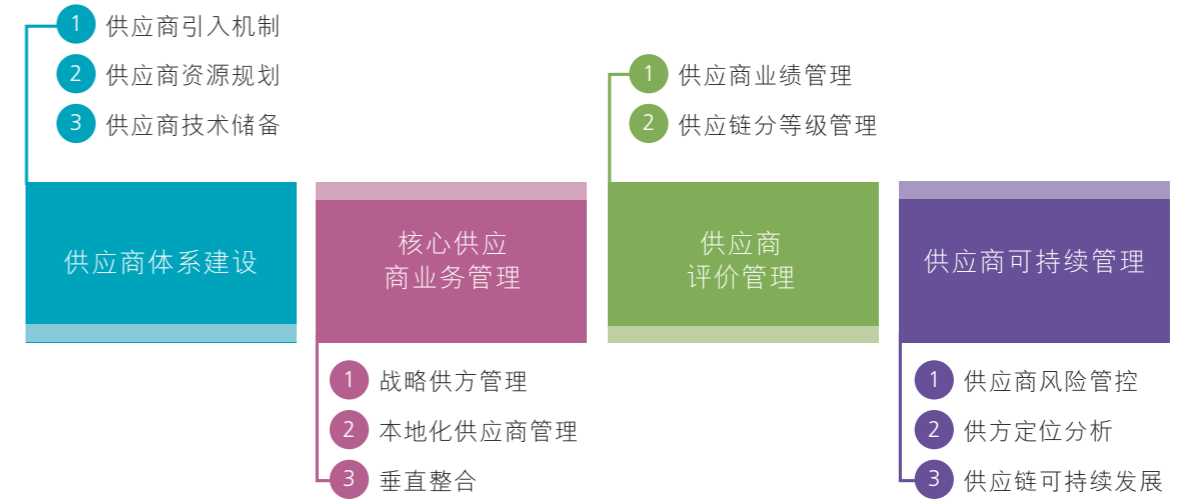 1 供应商引入机制
2 供应商资源规划
3 供应商技术储备
供应商体系建设
核心供应
商业务管理
1 战略供方管理
2 本地化供应商管理
3 垂直整合
1 供应商业绩管理
2 供应链分等级管理
供应商
评价管理
供应商可持续管理
1 供应商风险管控
2 供方定位分析
3 供应链可持续发展